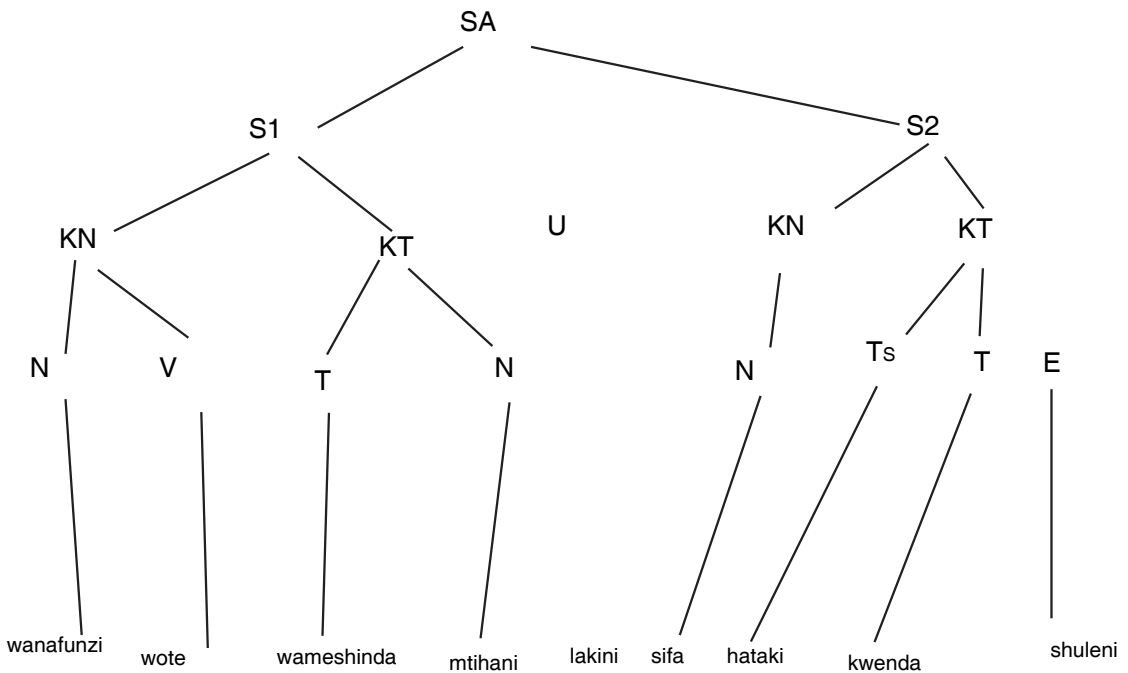 SA
S1 S2
KN KT U KN KT
N V T N N Ts T E
wanafunzi wote wameshinda mtihani lakini sifa hataki kwenda shuleni